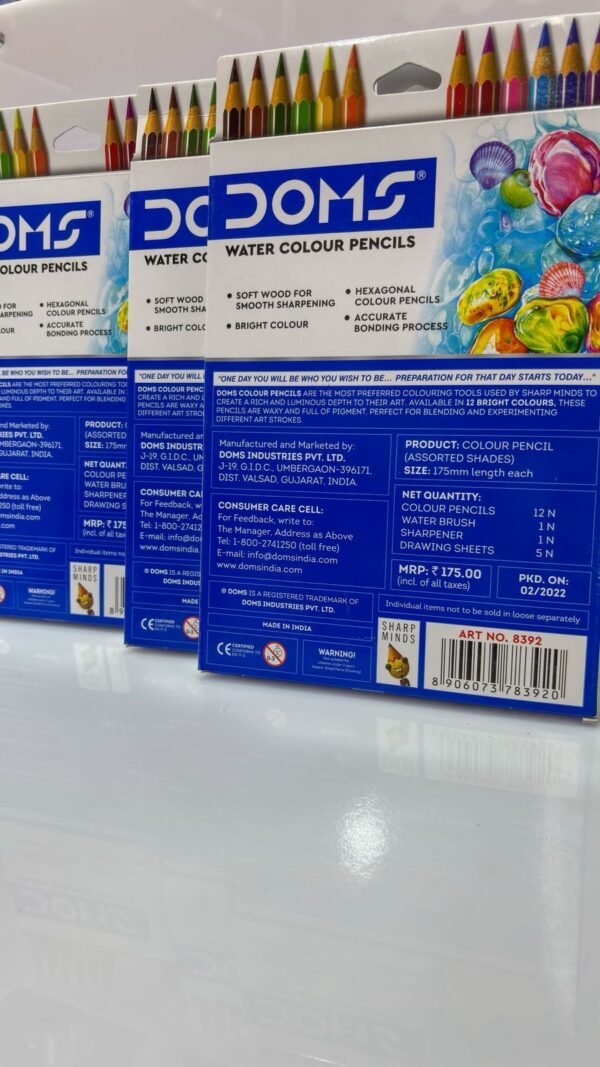 DOMS®
WATER COLOUR PENCILS
• SOFT WOOD FOR
SMOOTH SHARPENING
• BRIGHT COLOUR
• HEXAGONAL
COLOUR PENCILS
• ACCURATE
BONDING PROCESS
"ONE DAY YOU WILL BE WHO YOU WISH TO BE... PREPARATION FOR THAT DAY STARTS TODAY..."
DOMS COLOUR PENCILS ARE THE MOST PREFERRED COLOURING TOOLS USED BY SHARP MINDS TO
CREATE A RICH AND LUMINOUS DEPTH TO THEIR ART. AVAILABLE IN 12 BRIGHT COLOURS, THESE
PENCILS ARE WAXY AND FULL OF PIGMENT, PERFECT FOR BLENDING AND EXPERIMENTING
DIFFERENT ART STROKES.
Manufactured and Marketed by:
DOMS INDUSTRIES PVT. LTD.
J-19, G.I.D.C., UMBERGAON-396171,
DIST. VALSAD, GUJARAT, INDIA.
CONSUMER CARE CELL:
For Feedback, write to:
The Manager, Address as Above
Tel: 1-800-2741250 (toll free)
E-mail: info@domsindia.com
www.domsindia.com
® DOMS IS A REGISTERED TRADEMARK OF
DOMS INDUSTRIES PVT. LTD.
MADE IN INDIA
CE CERTIFIED
CONFORMS TO
EN 71-3
0-3
WARNING!
PRODUCT: COLOUR PENCIL
(ASSORTED SHADES)
SIZE: 175mm length each
NET QUANTITY:
COLOUR PENCILS 12 N
WATER BRUSH 1 N
SHARPENER 1 N
DRAWING SHEETS 5 N
MRP: ₹ 175.00
(incl. of all taxes)
PKD. ON:
02/2022
Individual items not to be sold in loose separately
SHARP
MINDS
ART NO. 8392
8 906073 783920